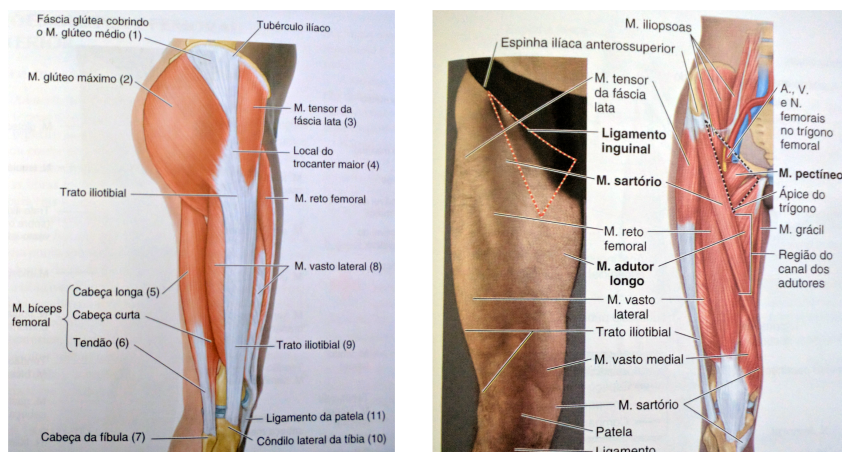 Fáscia glútea cobrindo
o M. glúteo médio (1)
Tubérculo ilíaco
M. glúteo máximo (2)
M. tensor da
fáscia lata (3)
Local do
trocanter maior (4)
Trato iliotibial
M. reto femoral
M. vasto lateral (8)
M. bíceps
femoral
Cabeça longa (5)
Cabeça curta
Tendão (6)
Trato iliotibial (9)
Ligamento da patela (11)
Cabeça da fíbula (7)
Côndilo lateral da tíbia (10)
M. iliopsoas
Espinha ilíaca anterossuperior
M. tensor
da fáscia
lata
A., V.
e N.
femorais
no trígono
femoral
Ligamento
inguinal
M. pectíneo
M. sartório
Ápice do
trígono
M. reto
femoral
M. grácil
M. adutor
longo
Região do
canal dos
adutores
M. vasto
lateral
Trato iliotibial
M. vasto medial
M. sartório
Patela
Ligamento